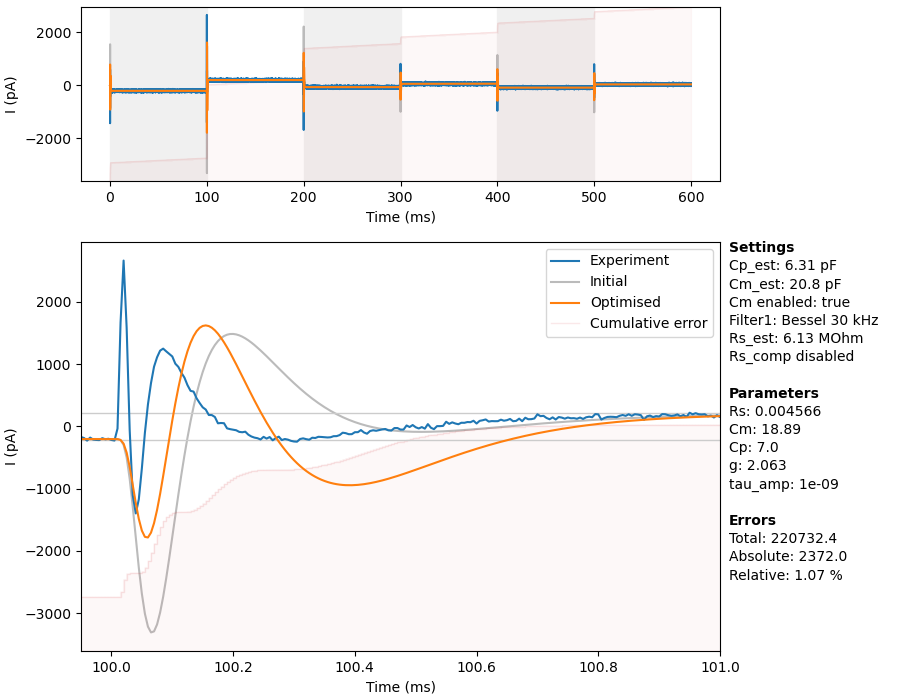 2000
0
−2000
I (pA)
0 100 200 300 400 500 600
Time (ms)
2000
1000
0
−1000
−2000
−3000
I (pA)
100.0 100.2 100.4 100.6 100.8 101.0
Time (ms)
Experiment
Initial
Optimised
Cumulative error
Settings
Cp_est: 6.31 pF
Cm_est: 20.8 pF
Cm enabled: true
Filter1: Bessel 30 kHz
Rs_est: 6.13 MOhm
Rs_comp disabled
Parameters
Rs: 0.004566
Cm: 18.89
Cp: 7.0
g: 2.063
tau_amp: 1e-09
Errors
Total: 220732.4
Absolute: 2372.0
Relative: 1.07 %